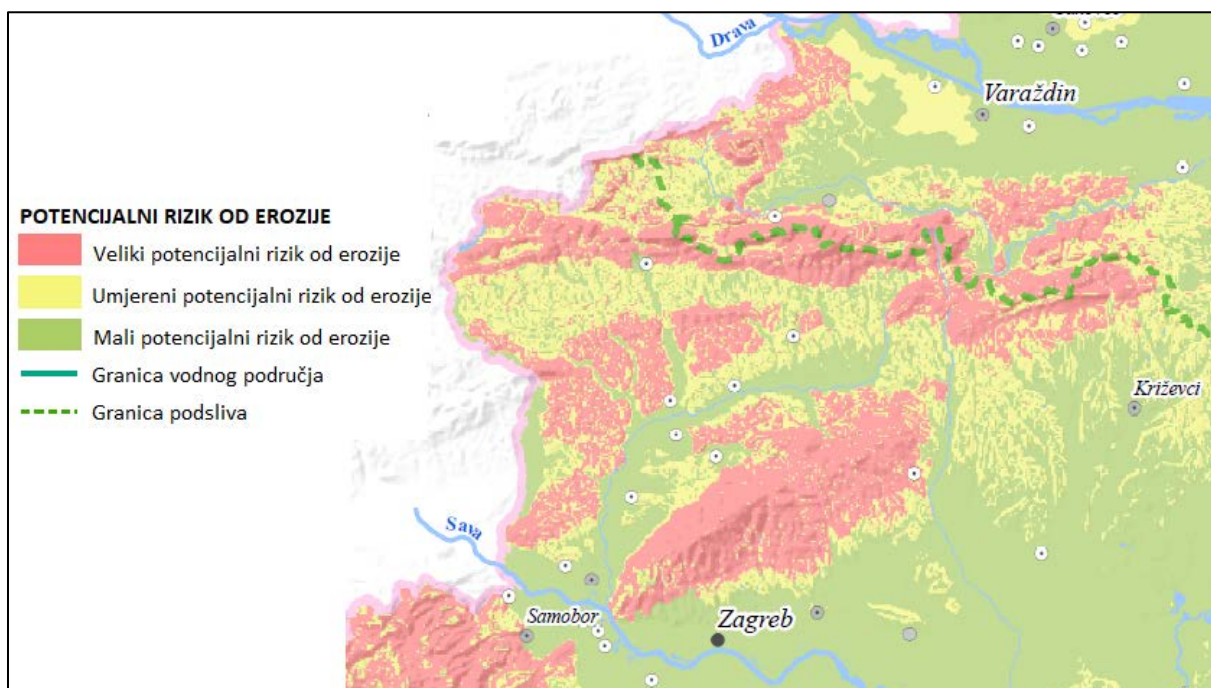 Drava
Varaždin
POTENCIJALNI RIZIK OD EROZIJE
Veliki potencijalni rizik od erozije
Umjereni potencijalni rizik od erozije
Mali potencijalni rizik od erozije
Granica vodnog područja
Granica podsliva
Križevci
Sava
Samobor
Zagreb